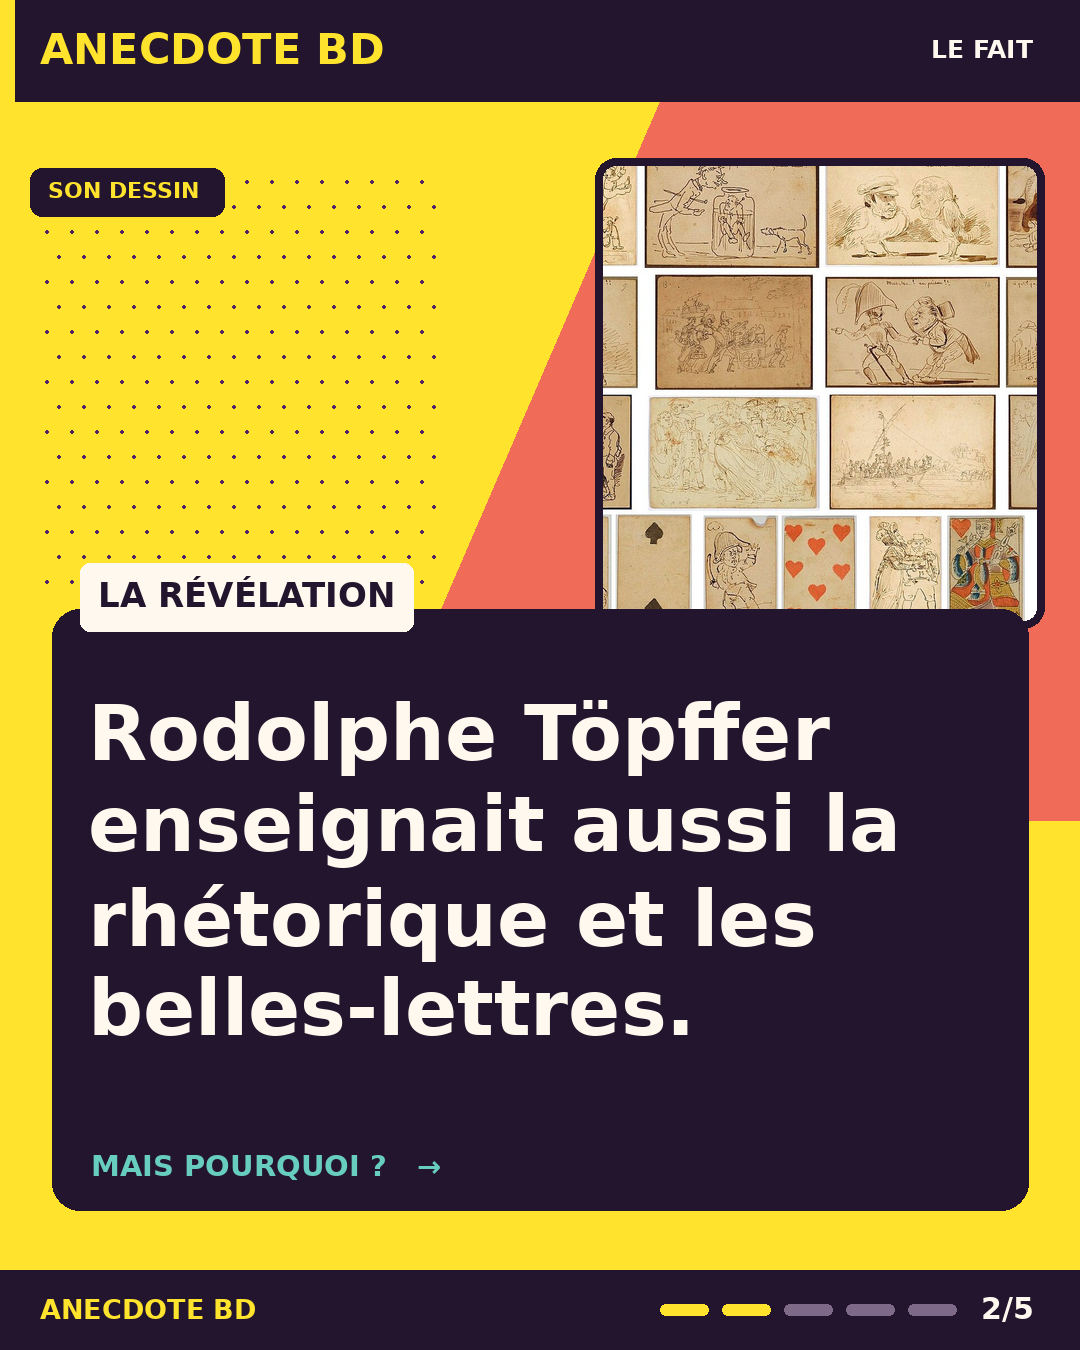 ANECDOTE BD
LE FAIT
SON DESSIN
LA RÉVÉLATION
Rodolphe Töpffer
enseignait aussi la
rhétorique et les
belles-lettres.
MAIS POURQUOI ? →
ANECDOTE BD
2/5